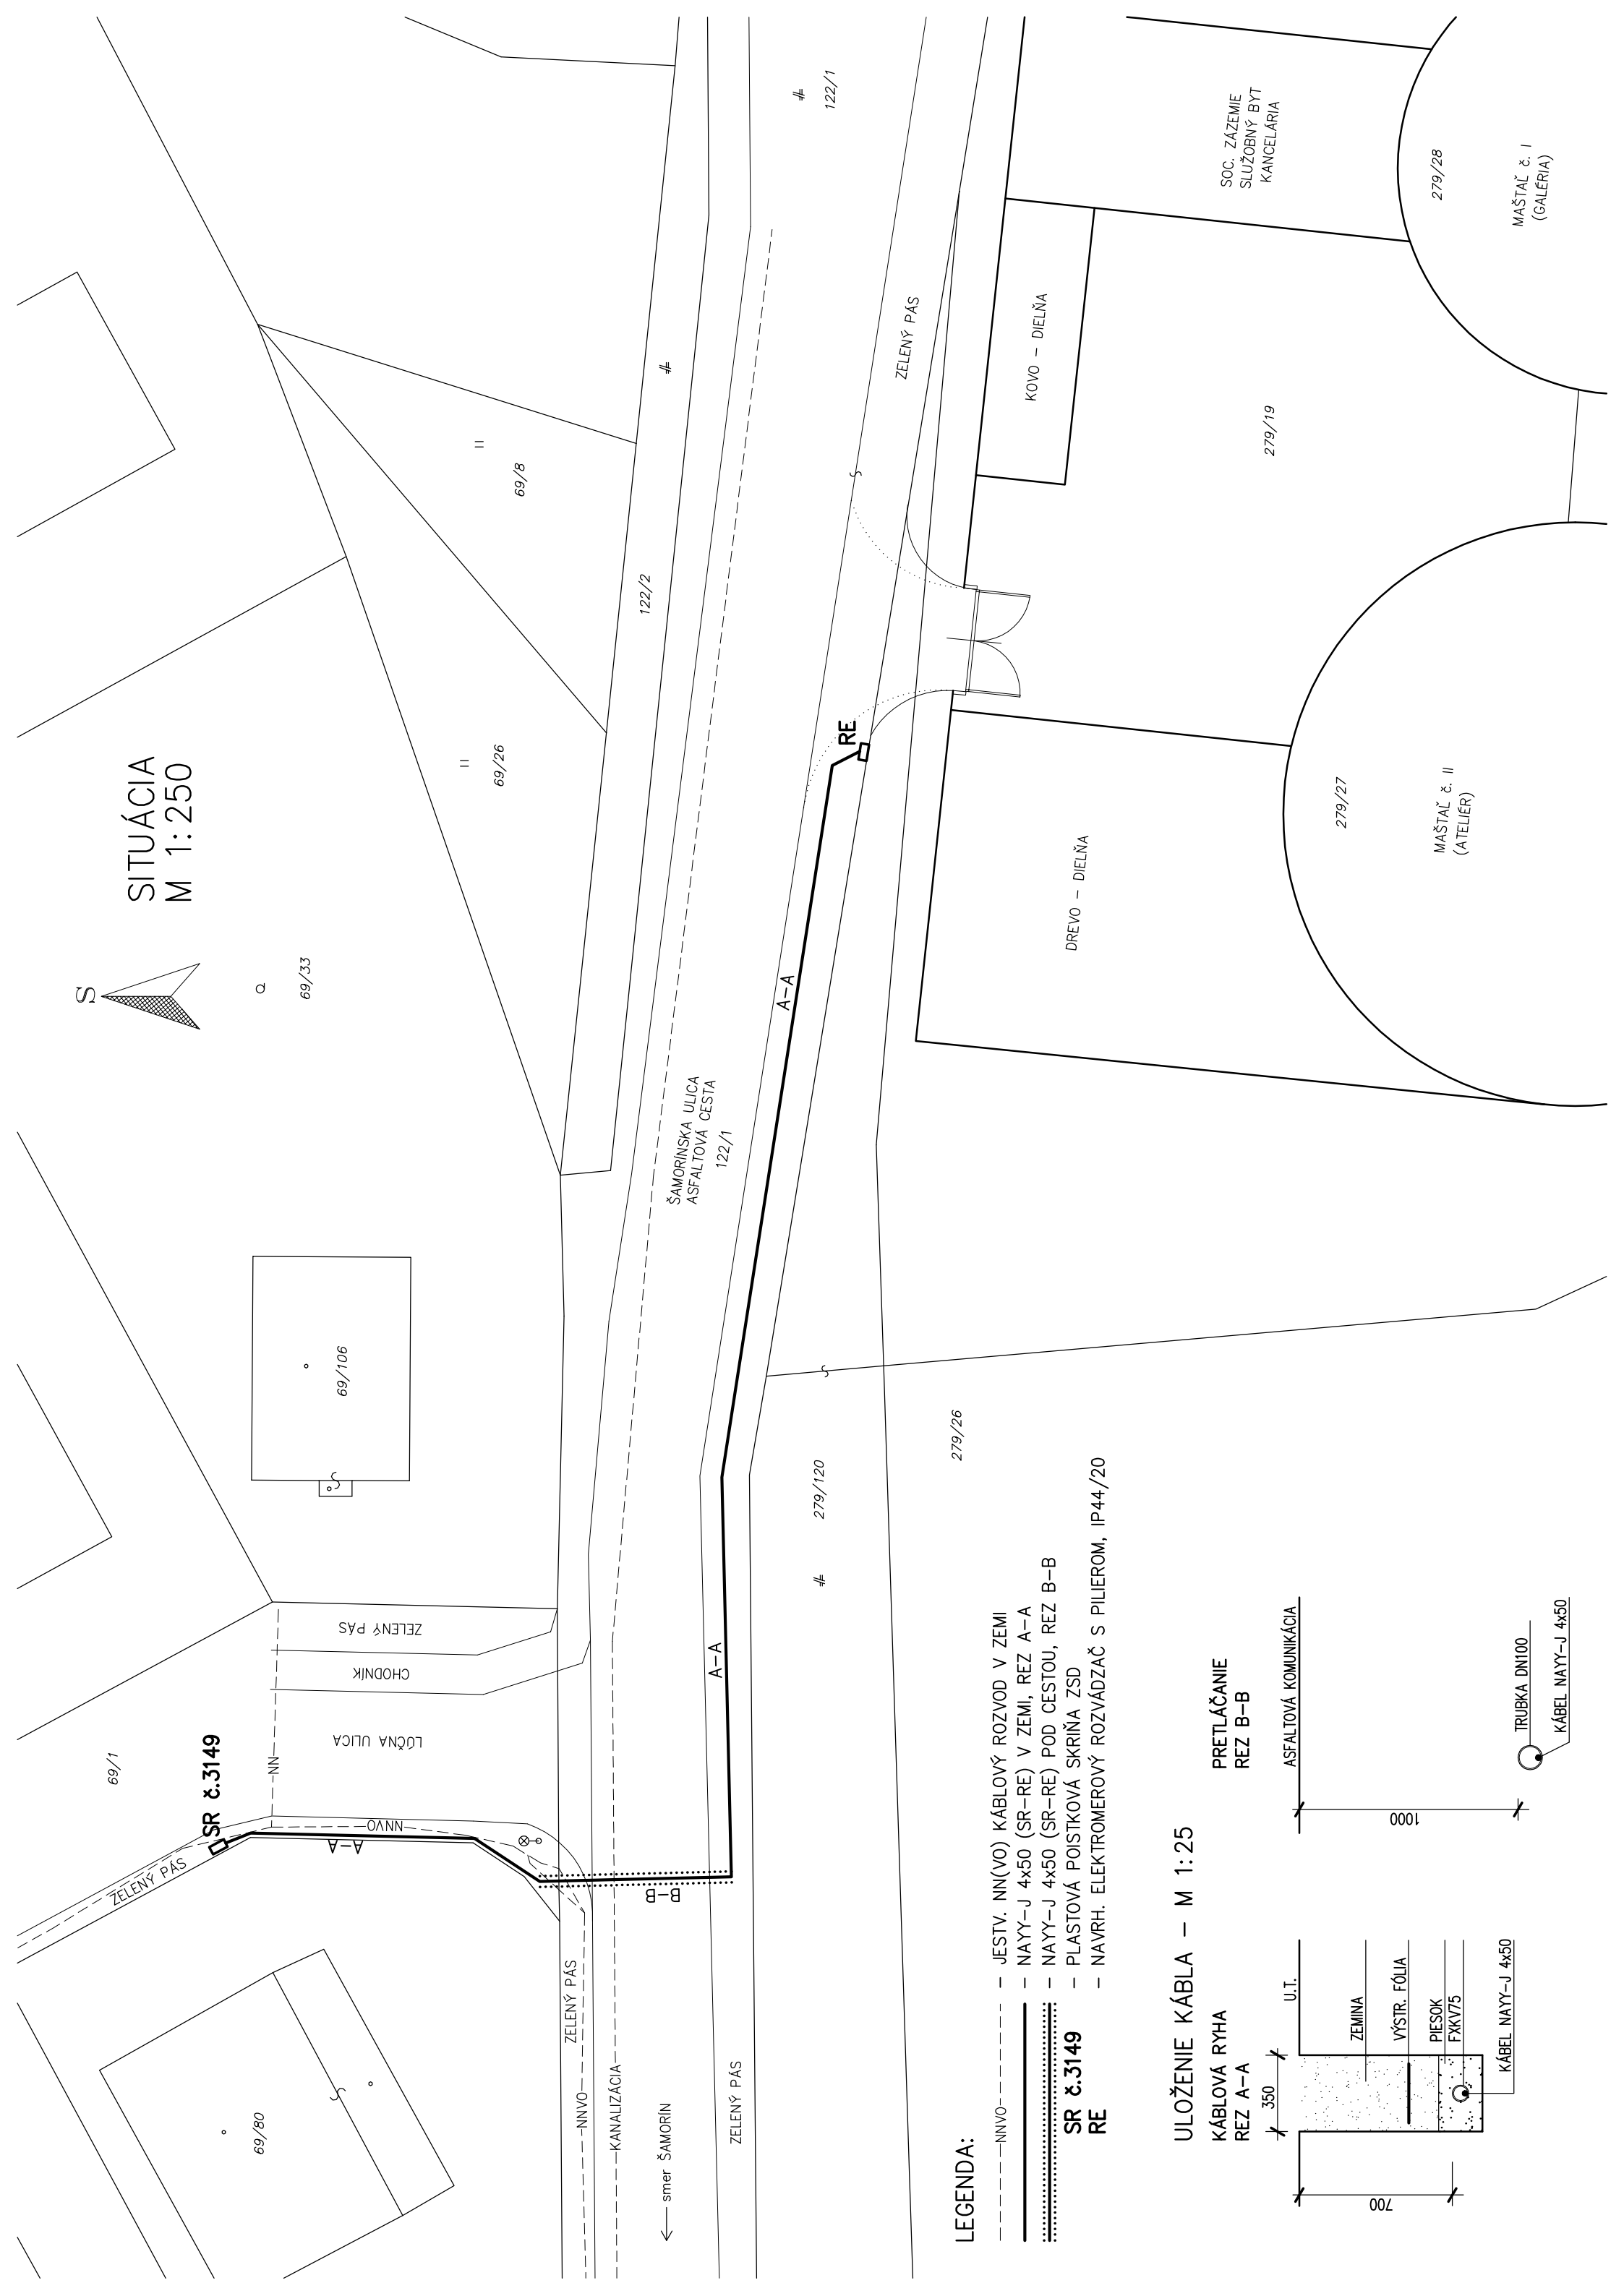 S
SITUÁCIA
M 1:250
69/1
ZELENÝ PÁS
SR č.3149
NN
NNVO
A-A
LÚČNA ULICA
CHODNÍK
ZELENÝ PÁS
69/80
69/106
69/33
69/26
69/8
122/2
122/1
ZELENÝ PÁS
NNVO
KANALIZÁCIA
B-B
smer ŠAMORÍN
ZELENÝ PÁS
A-A
ŠAMORÍNSKA ULICA
ASFALTOVÁ CESTA
122/1
A-A
RE
ZELENÝ PÁS
279/120
279/26
DREVO - DIELŇA
KOVO - DIELŇA
SOC. ZÁZEMIE
SLUŽOBNÝ BYT
KANCELÁRIA
279/19
279/28
MAŠTAĽ č. I
(GALÉRIA)
279/27
MAŠTAĽ č. II
(ATELIÉR)
LEGENDA:
NNVO - JESTV. NN(VO) KÁBLOVÝ ROZVOD V ZEMI
- NAYY-J 4x50 (SR-RE) V ZEMI, REZ A-A
- NAYY-J 4x50 (SR-RE) POD CESTOU, REZ B-B
SR č.3149 - PLASTOVÁ POISTKOVÁ SKRIŇA ZSD
RE - NAVRH. ELEKTROMEROVÝ ROZVÁDZAČ S PILIEROM, IP44/20
ULOŽENIE KÁBLA - M 1:25
KÁBLOVÁ RYHA
REZ A-A
350
U.T.
700
ZEMINA
VÝSTR. FÓLIA
PIESOK
FXKV75
KÁBEL NAYY-J 4x50
PRETLÁČANIE
REZ B-B
ASFALTOVÁ KOMUNIKÁCIA
1000
TRUBKA DN100
KÁBEL NAYY-J 4x50